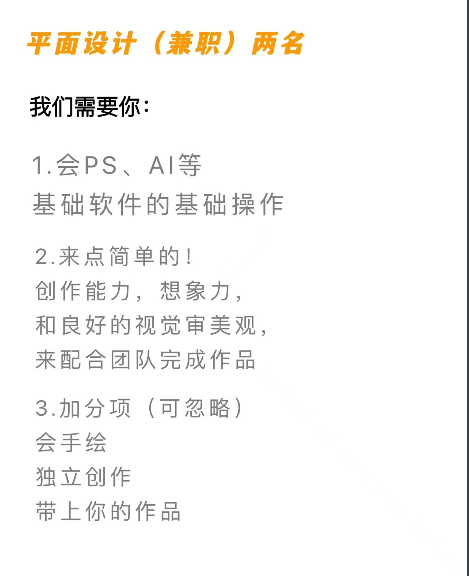 平面设计（兼职）两名
我们需要你：
1.会PS、AI等
基础软件的基础操作
2.来点简单的！
创作能力，想象力，
和良好的视觉审美观，
来配合团队完成作品
3.加分项（可忽略）
会手绘
独立创作
带上你的作品